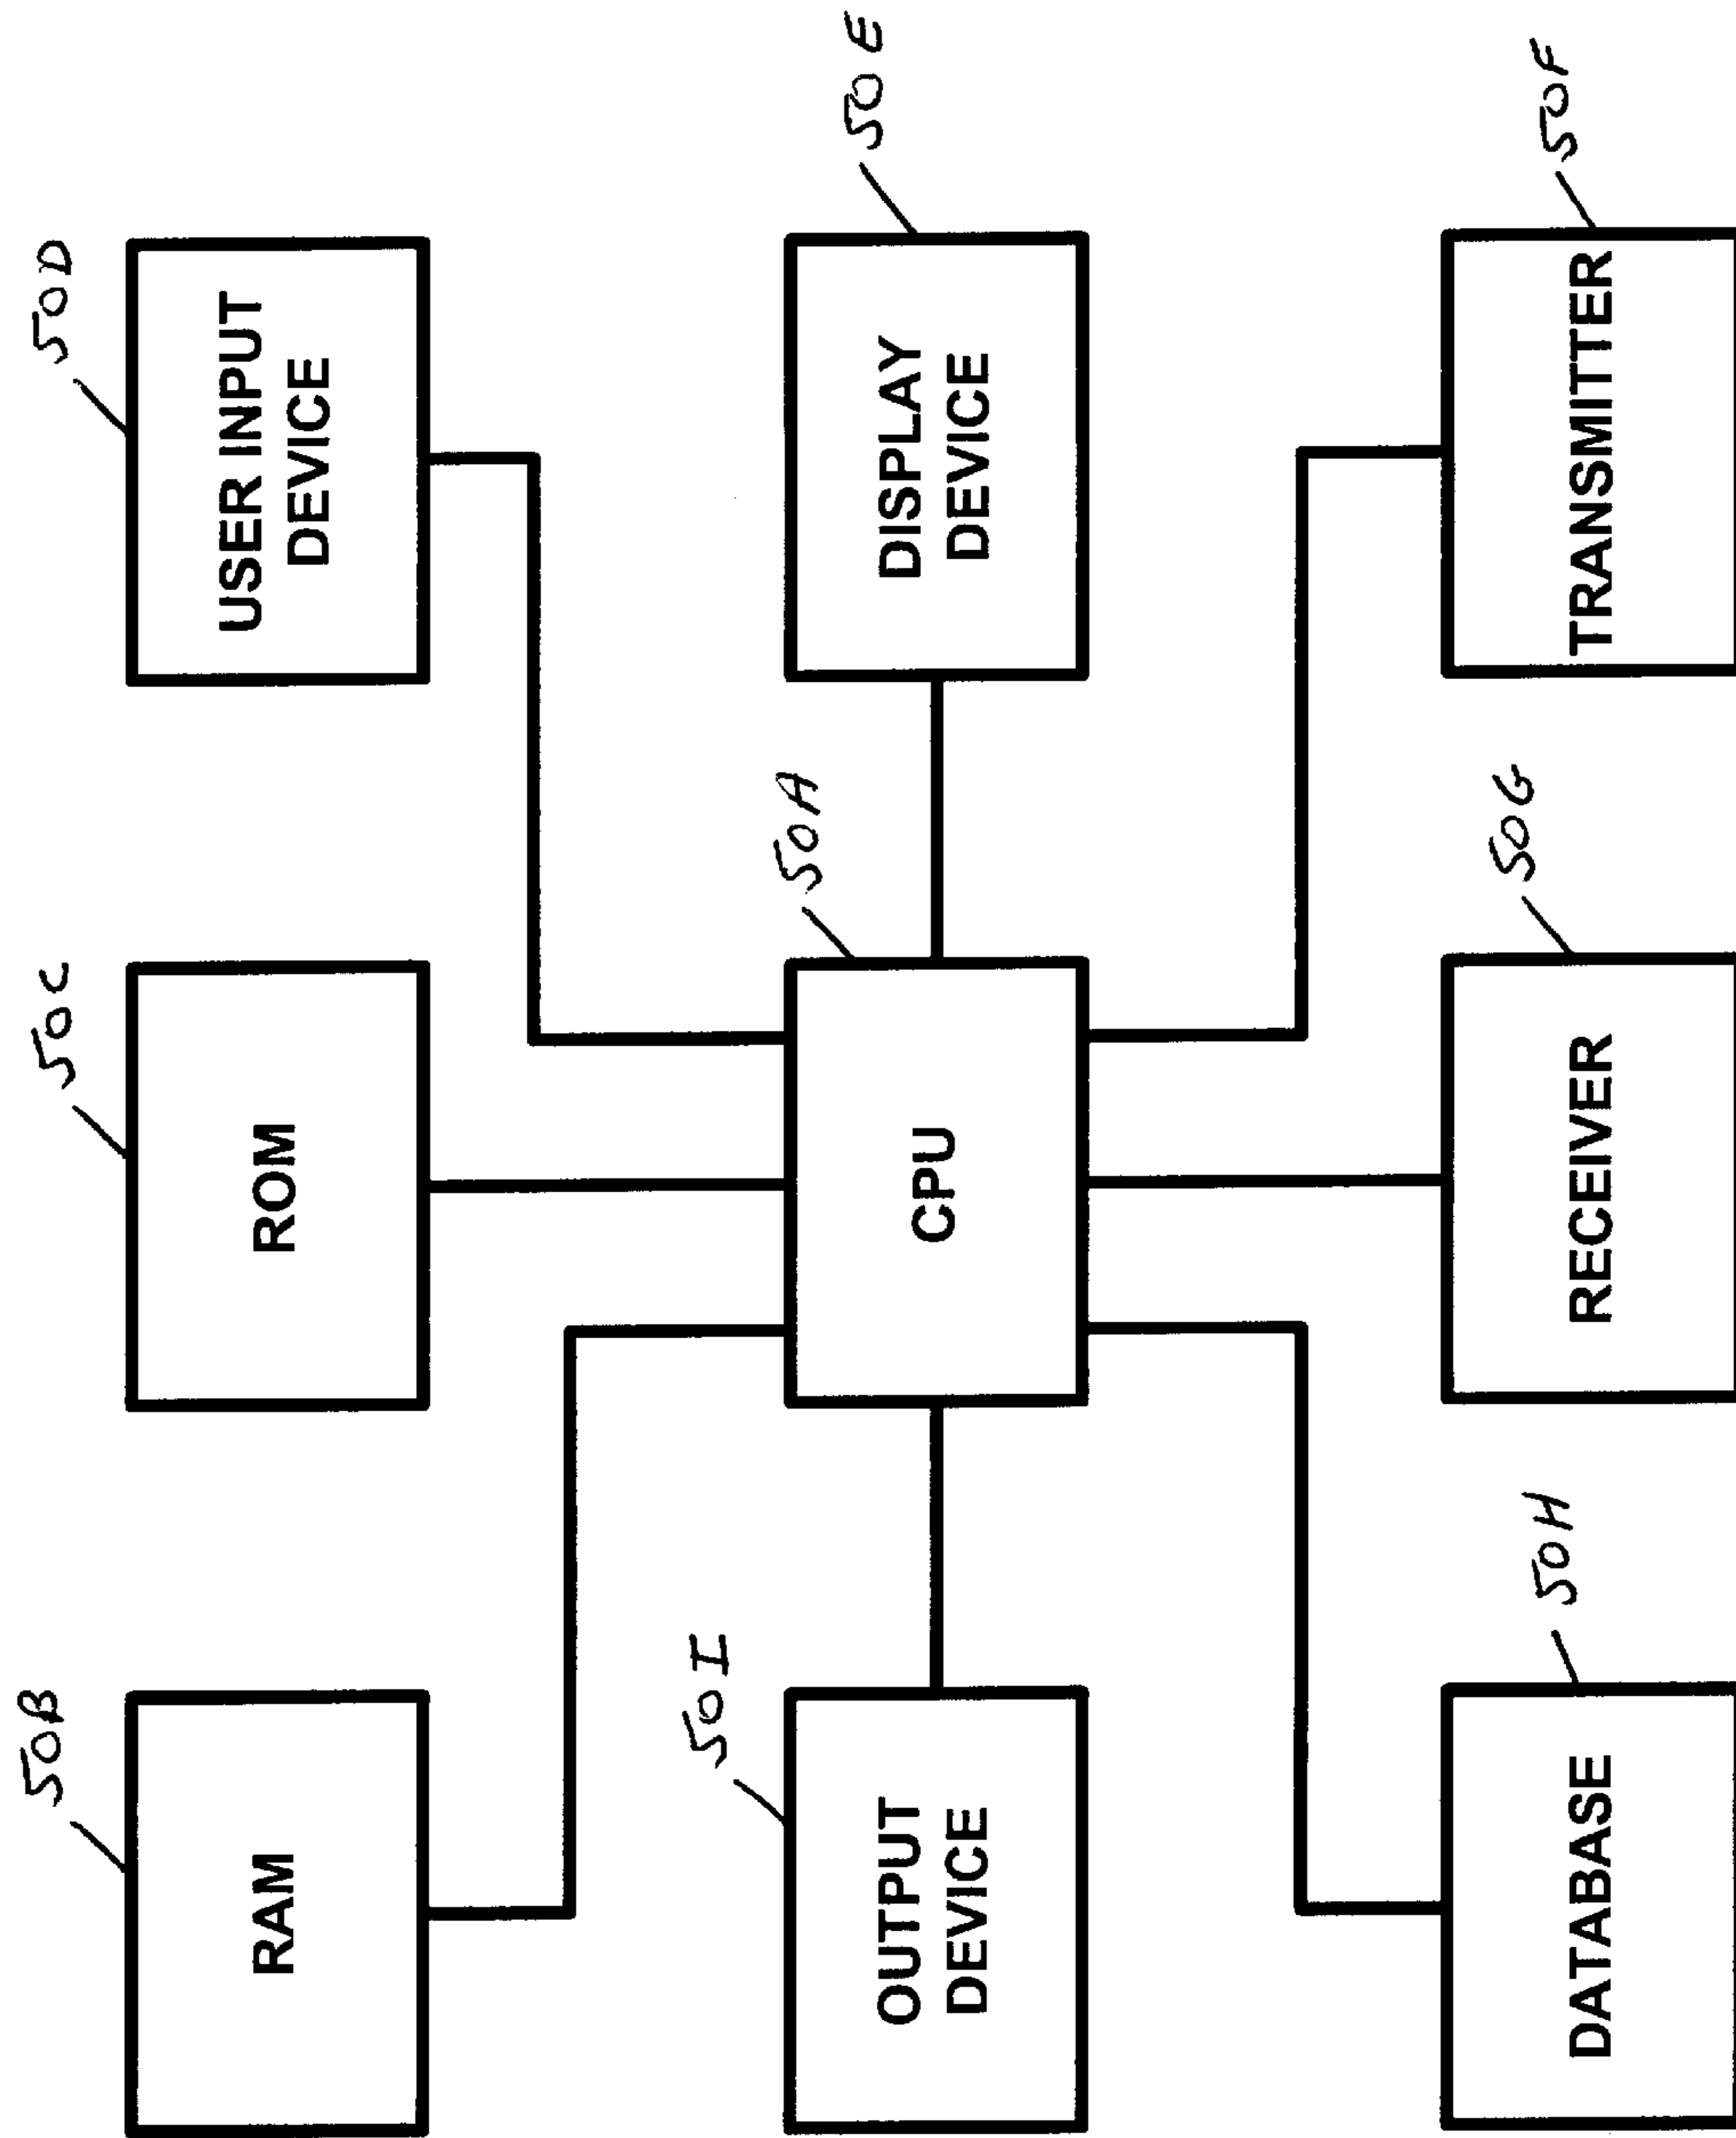 50B
RAM
50C
ROM
50D
USER INPUT
DEVICE
50I
OUTPUT
DEVICE
50A
CPU
50E
DISPLAY
DEVICE
50H
DATABASE
50G
RECEIVER
50F
TRANSMITTER